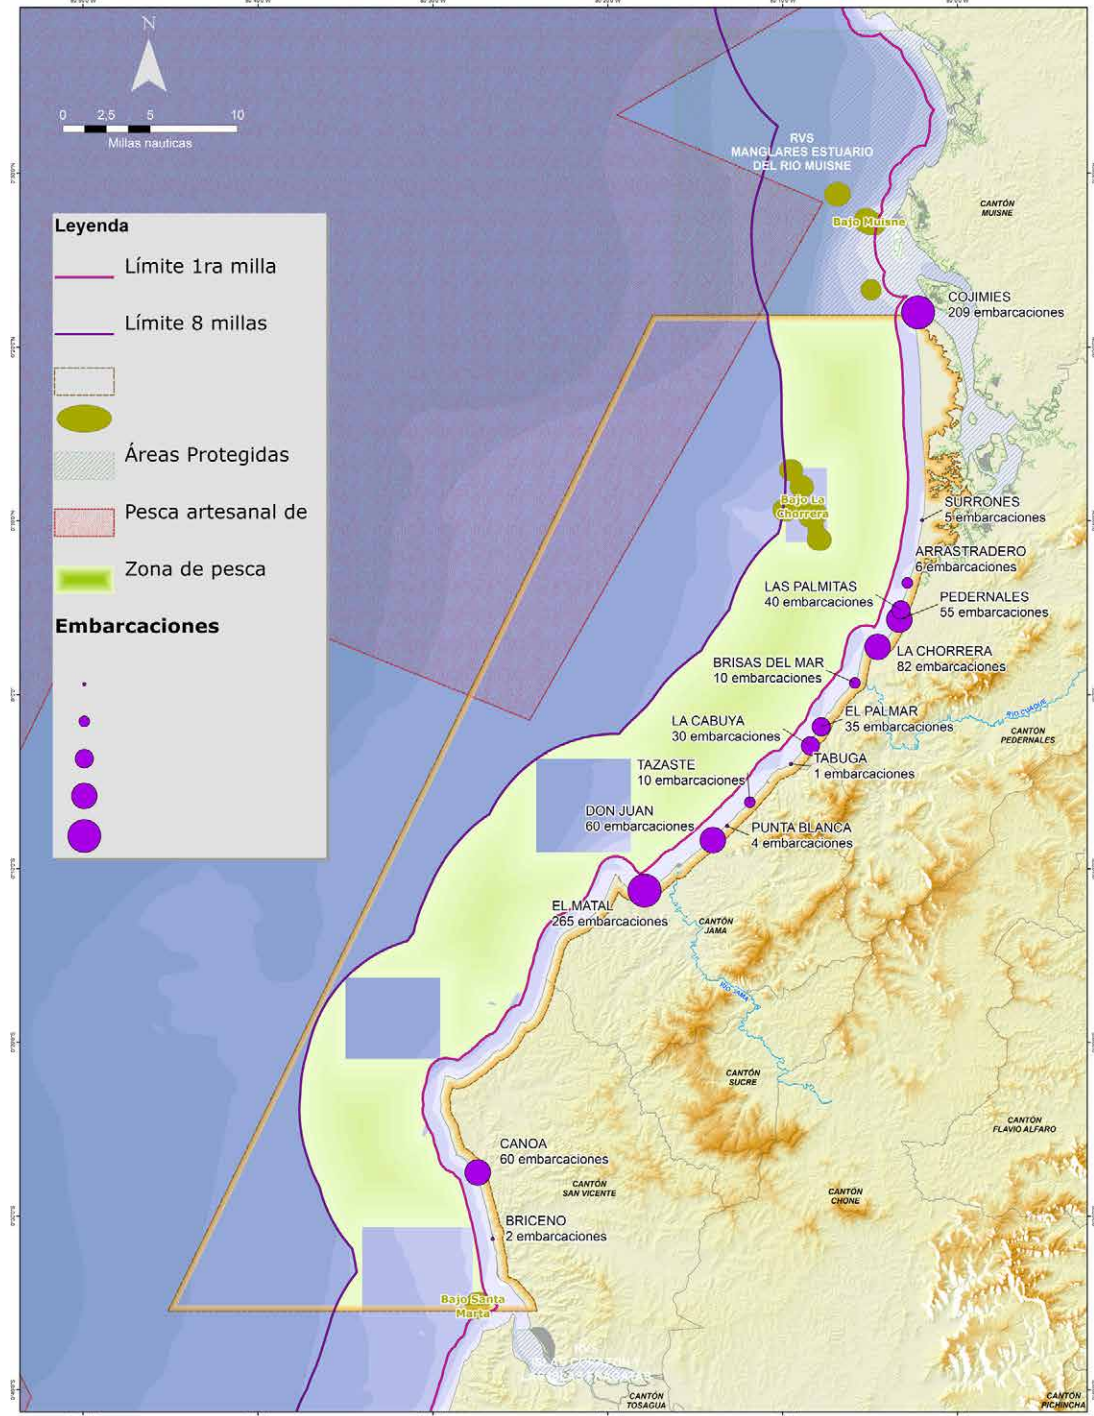 N
0 2,5 5 10
Millas nauticas
RVS
MANGLARES ESTUARIO
DEL RIO MUISNE
CANTÓN
MUISNE
Bajo Muisne
Leyenda
Límite 1ra milla
Límite 8 millas
Áreas Protegidas
Pesca artesanal de
Zona de pesca
Embarcaciones
COJIMIES
209 embarcaciones
Bajo La
Chorrera
SURRONES
5 embarcaciones
ARRASTRADERO
6 embarcaciones
LAS PALMITAS
40 embarcaciones
PEDERNALES
55 embarcaciones
LA CHORRERA
82 embarcaciones
BRISAS DEL MAR
10 embarcaciones
EL PALMAR
35 embarcaciones
RIO CUAQUE
CANTÓN
PEDERNALES
LA CABUYA
30 embarcaciones
TABUGA
1 embarcaciones
TAZASTE
10 embarcaciones
DON JUAN
60 embarcaciones
PUNTA BLANCA
4 embarcaciones
EL MATAL
265 embarcaciones
CANTÓN
JAMA
RIO JAMA
CANTÓN
SUCRE
CANTÓN
FLAVIO ALFARO
CANOA
60 embarcaciones
CANTÓN
SAN VICENTE
CANTÓN
CHONE
BRICENO
2 embarcaciones
Bajo Santa
Marta
RVS
CANTÓN
TOSAGUA
CANTÓN
PICHINCHA